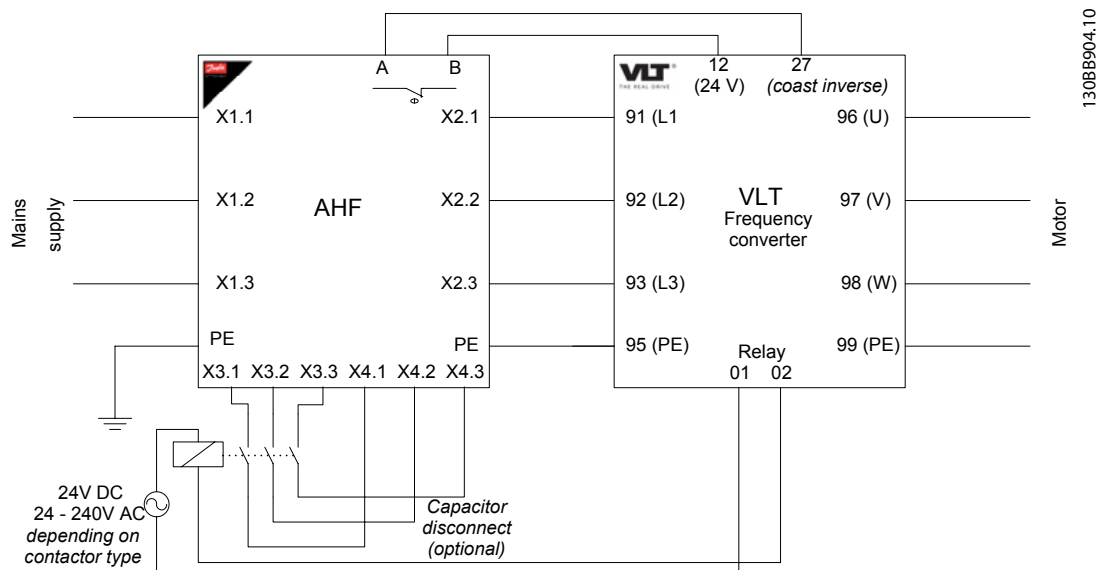 130BB904.10
A B
12 27
(24 V) (coast inverse)
VLT®
THE REAL DRIVE
Danfoss
X1.1 X2.1 91 (L1 96 (U)
Mains supply
X1.2 AHF X2.2 92 (L2) VLT 97 (V)
Frequency
converter
Motor
X1.3 X2.3 93 (L3) 98 (W)
PE PE 95 (PE) Relay 99 (PE)
X3.1 X3.2 X3.3 X4.1 X4.2 X4.3 01 02
24V DC
24 - 240V AC
depending on
contactor type
Capacitor
disconnect
(optional)